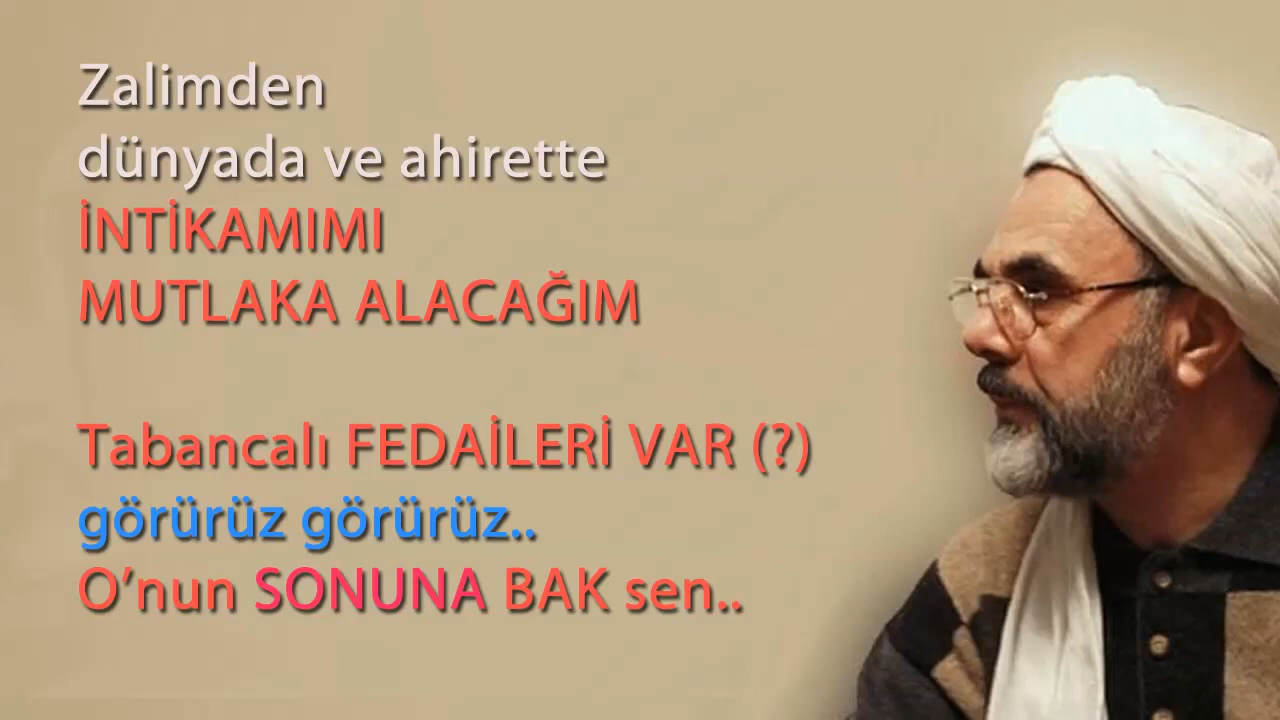 Zalimden
dünyada ve ahirette
İNTİKAMIMI
MUTLAKA ALACAĞIM
Tabancalı FEDAİLERİ VAR (?)
görürüz görürüz..
O’nun SONUNA BAK sen..